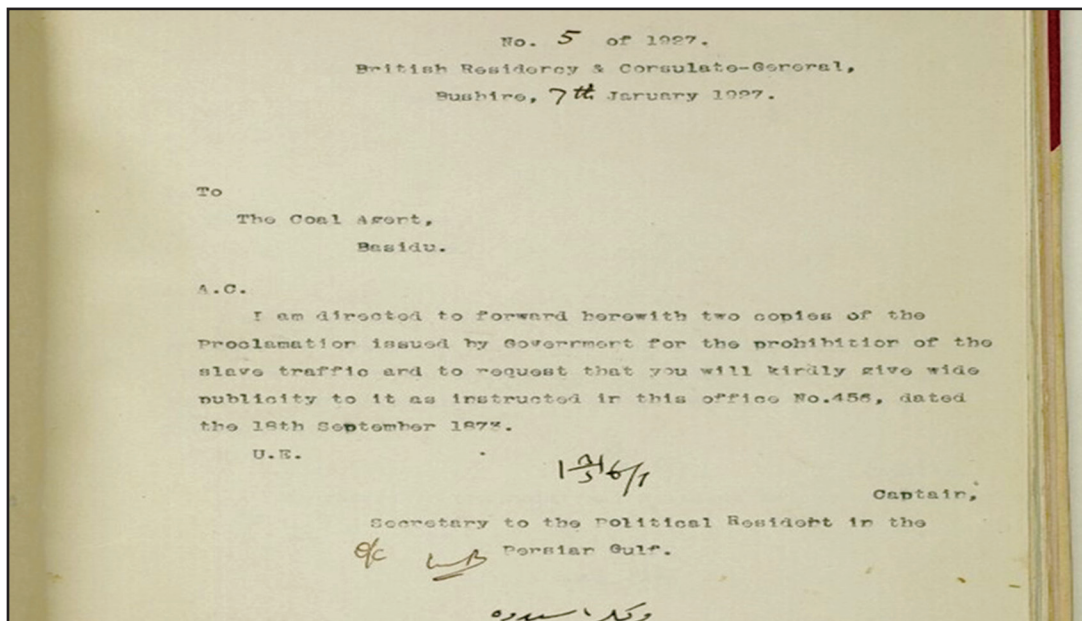 No. 5 of 1927.
British Residency & Consulate-General,
Bushire, 7th January 1927.
To
The Coal Agent,
Basidu.
A.C.
I am directed to forward herewith two copies of the
Proclamation issued by Government for the prohibition of the
slave traffic and to request that you will kindly give wide
publicity to it as instructed in this office No.456, dated
the 18th September 1873.
U.E.
Captain,
Secretary to the Political Resident in the
Persian Gulf.